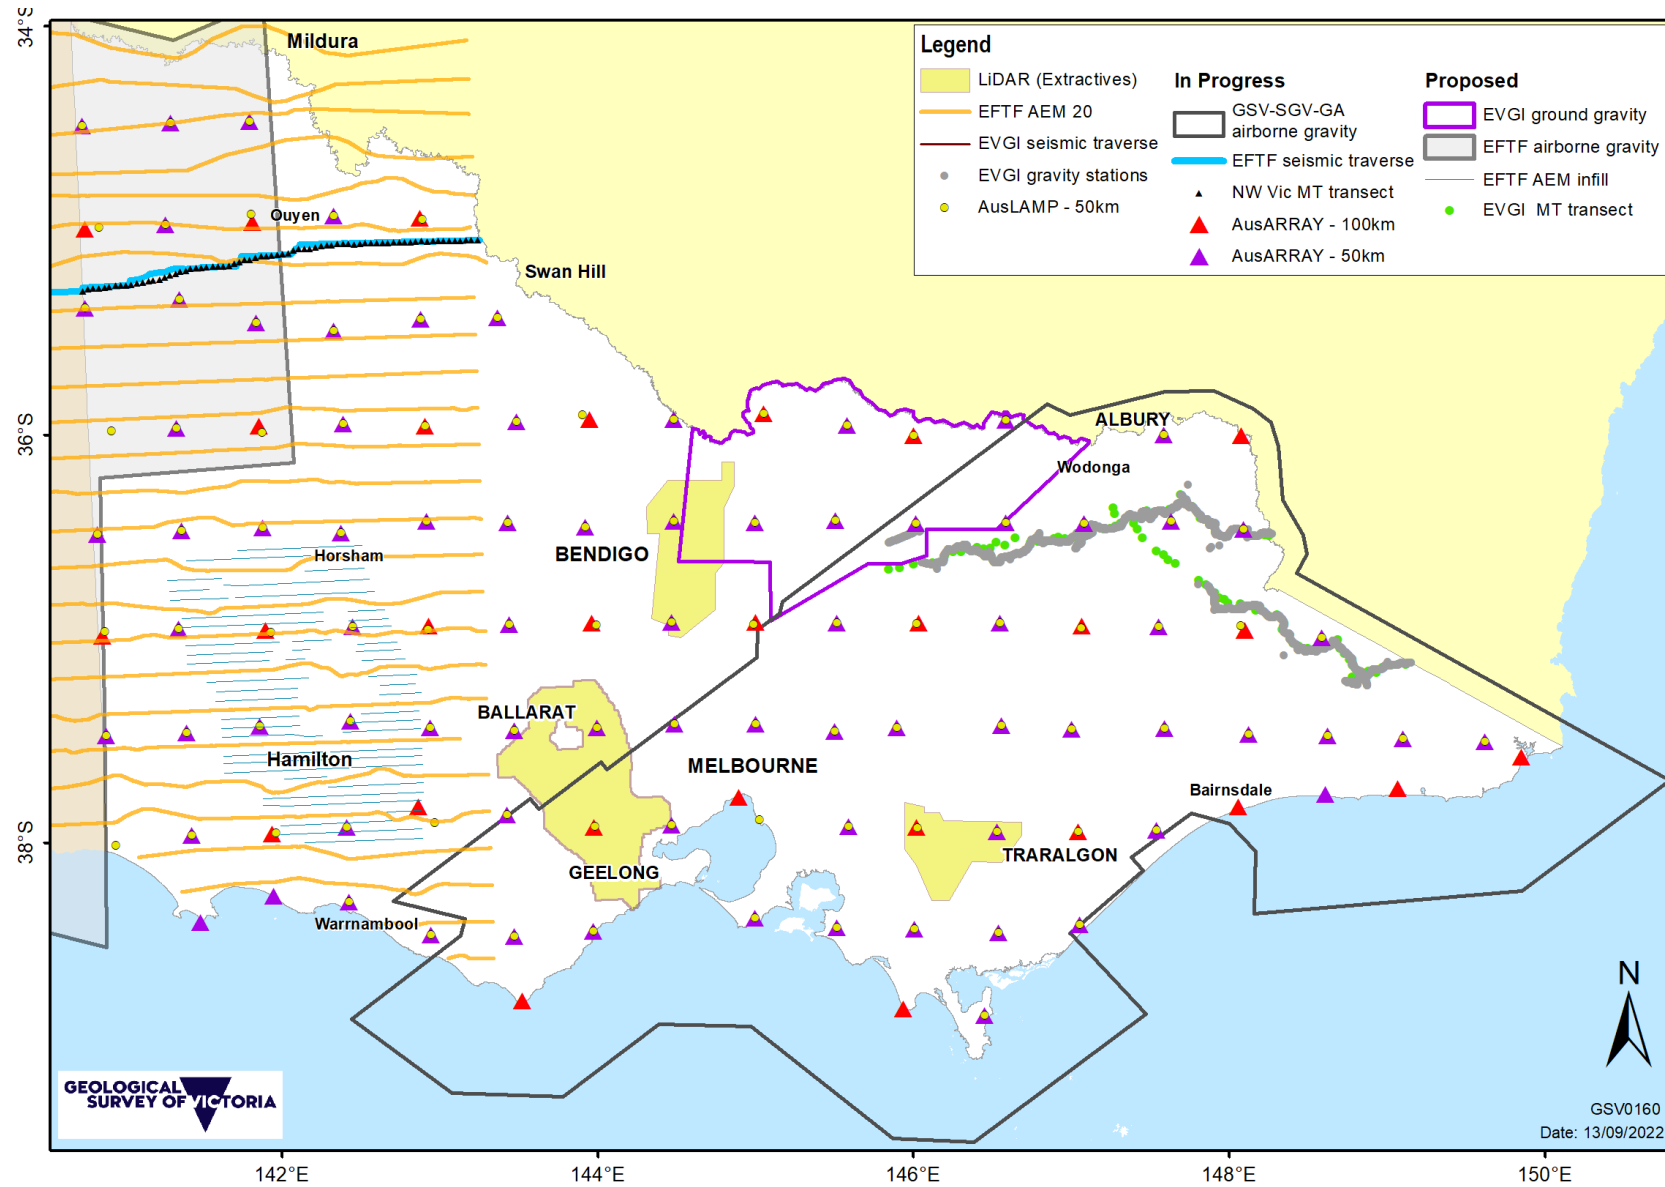 34°S
Mildura
Legend
LiDAR (Extractives)
EFTF AEM 20
EVGI seismic traverse
EVGI gravity stations
AusLAMP - 50km
In Progress
GSV-SGV-GA
airborne gravity
EFTF seismic traverse
NW Vic MT transect
AusARRAY - 100km
AusARRAY - 50km
Proposed
EVGI ground gravity
EFTF airborne gravity
EFTF AEM infill
EVGI MT transect
Ouyen
Swan Hill
36°S
ALBURY
Wodonga
Horsham
BENDIGO
BALLARAT
Hamilton
MELBOURNE
Bairnsdale
38°S
GEELONG
TRARALGON
Warrnambool
N
GEOLOGICAL
SURVEY OF VICTORIA
GSV0160
Date: 13/09/2022
142°E
144°E
146°E
148°E
150°E